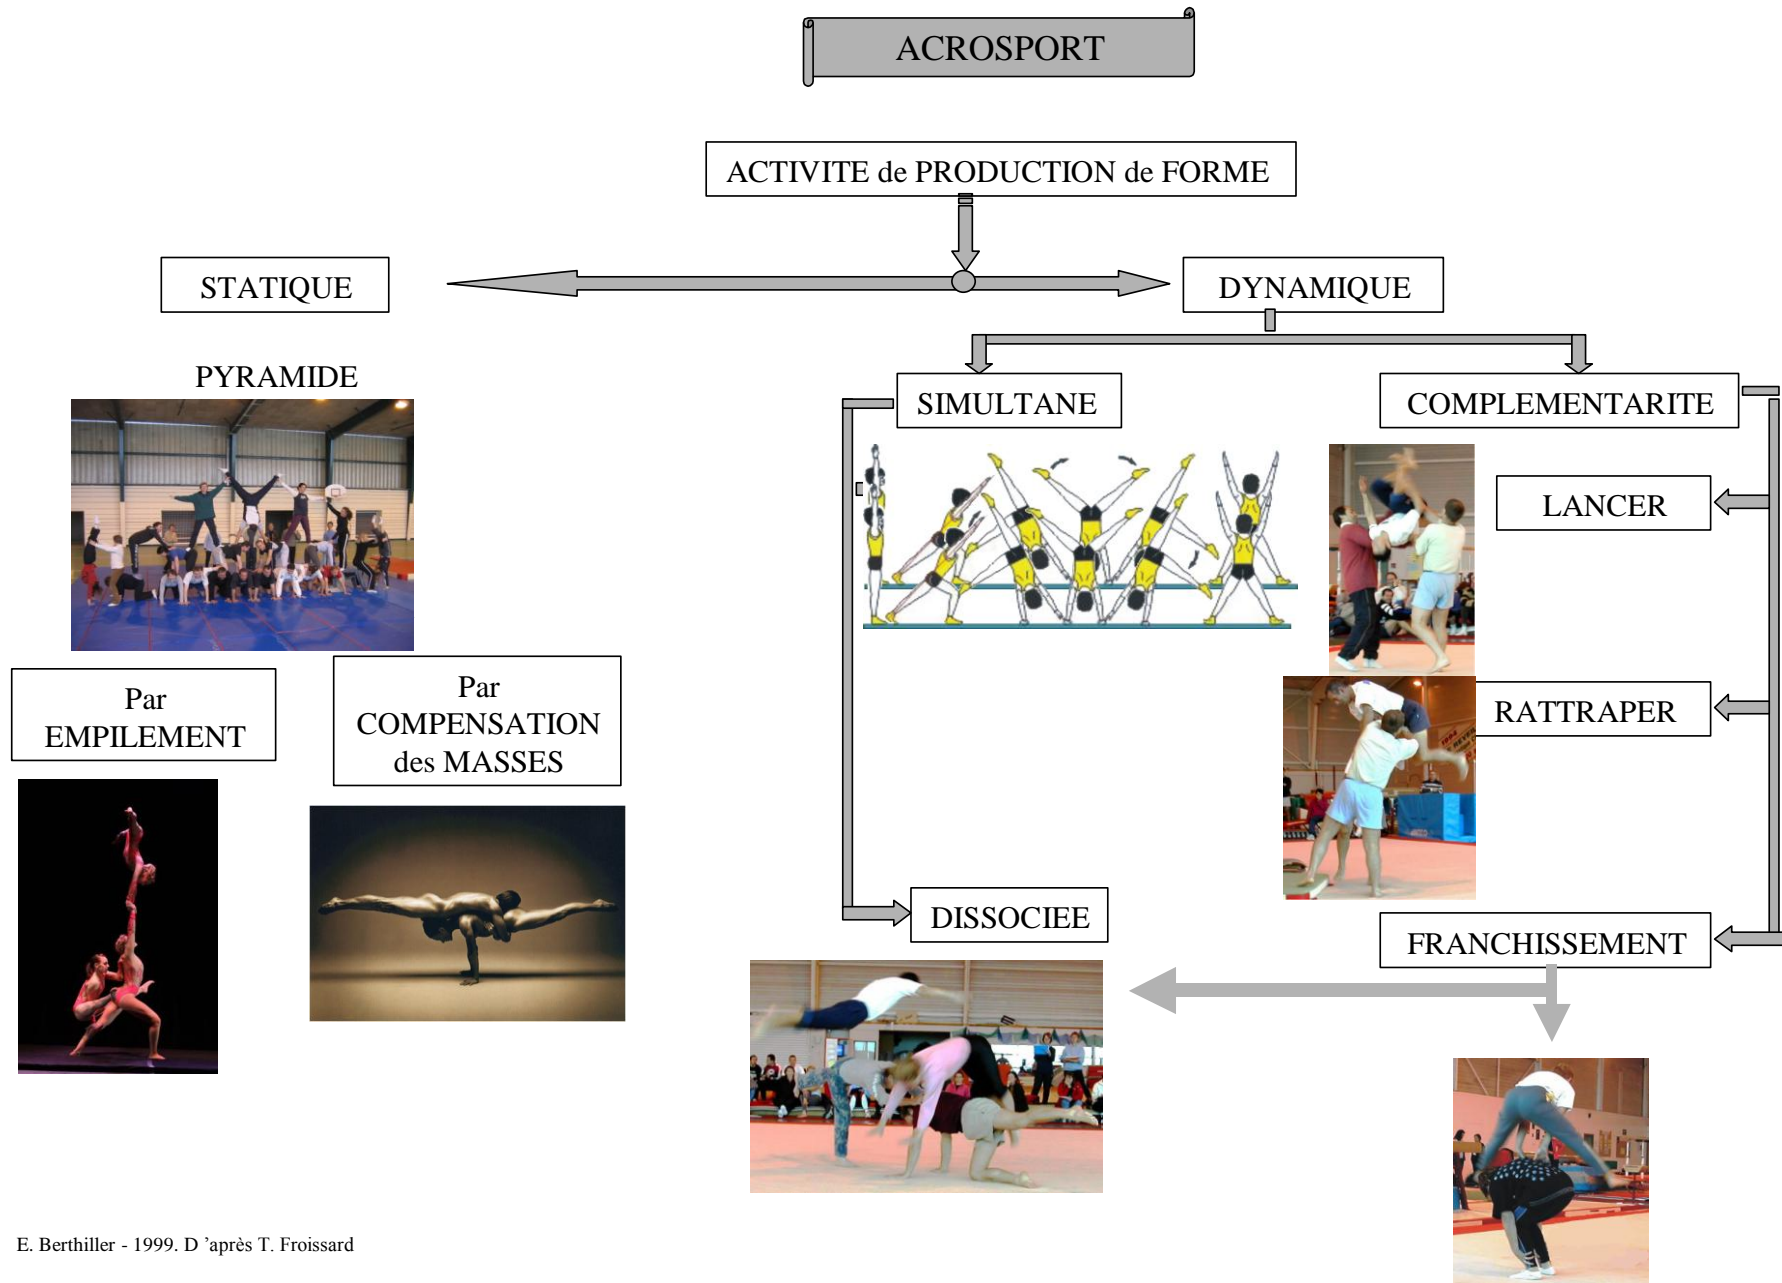 ACROSPORT
ACTIVITE de PRODUCTION de FORME
STATIQUE
DYNAMIQUE
PYRAMIDE
SIMULTANE
COMPLEMENTARITE
LANCER
Par
EMPILEMENT
Par
COMPENSATION
des MASSES
RATTRAPER
DISSOCIEE
FRANCHISSEMENT
E. Berthiller - 1999. D ’après T. Froissard